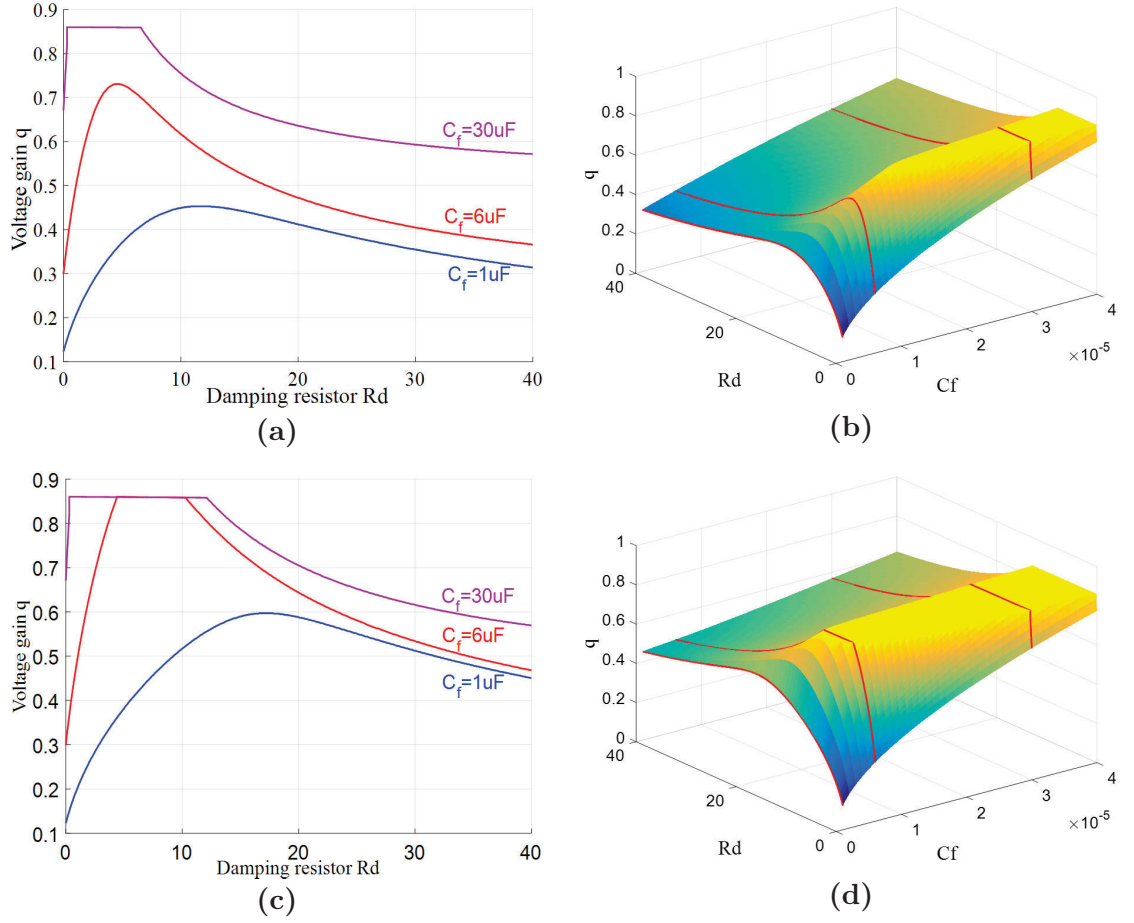 0.9
0.8
0.7
0.6
0.5
0.4
0.3
0.2
0.1
Voltage gain q
C_f=30uF
C_f=6uF
C_f=1uF
0 10 20 30 40
Damping resistor Rd
(a)
1
0.8
0.6
0.4
0.2
0
q
40
20
0
Rd
0 1 2 3 4
×10^-5
Cf
(b)
0.9
0.8
0.7
0.6
0.5
0.4
0.3
0.2
0.1
Voltage gain q
C_f=30uF
C_f=6uF
C_f=1uF
0 10 20 30 40
Damping resistor Rd
(c)
1
0.8
0.6
0.4
0.2
0
q
40
20
0
Rd
0 1 2 3 4
×10^-5
Cf
(d)